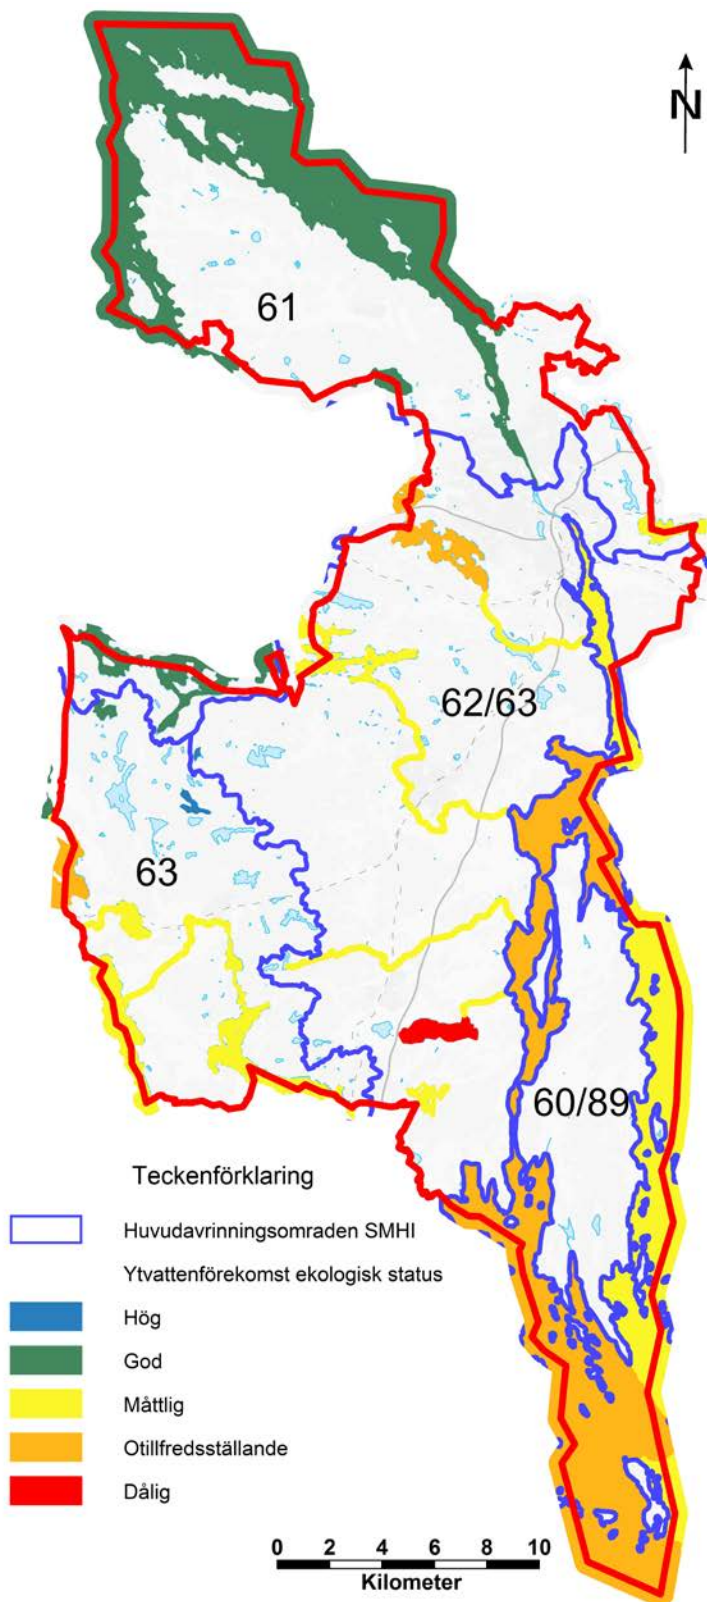 N
61
62/63
63
60/89
Teckenförklaring
Huvudavrinningsomraden SMHI
Ytvattenförekomst ekologisk status
Hög
God
Måttlig
Otillfredsställande
Dålig
0 2 4 6 8 10
Kilometer